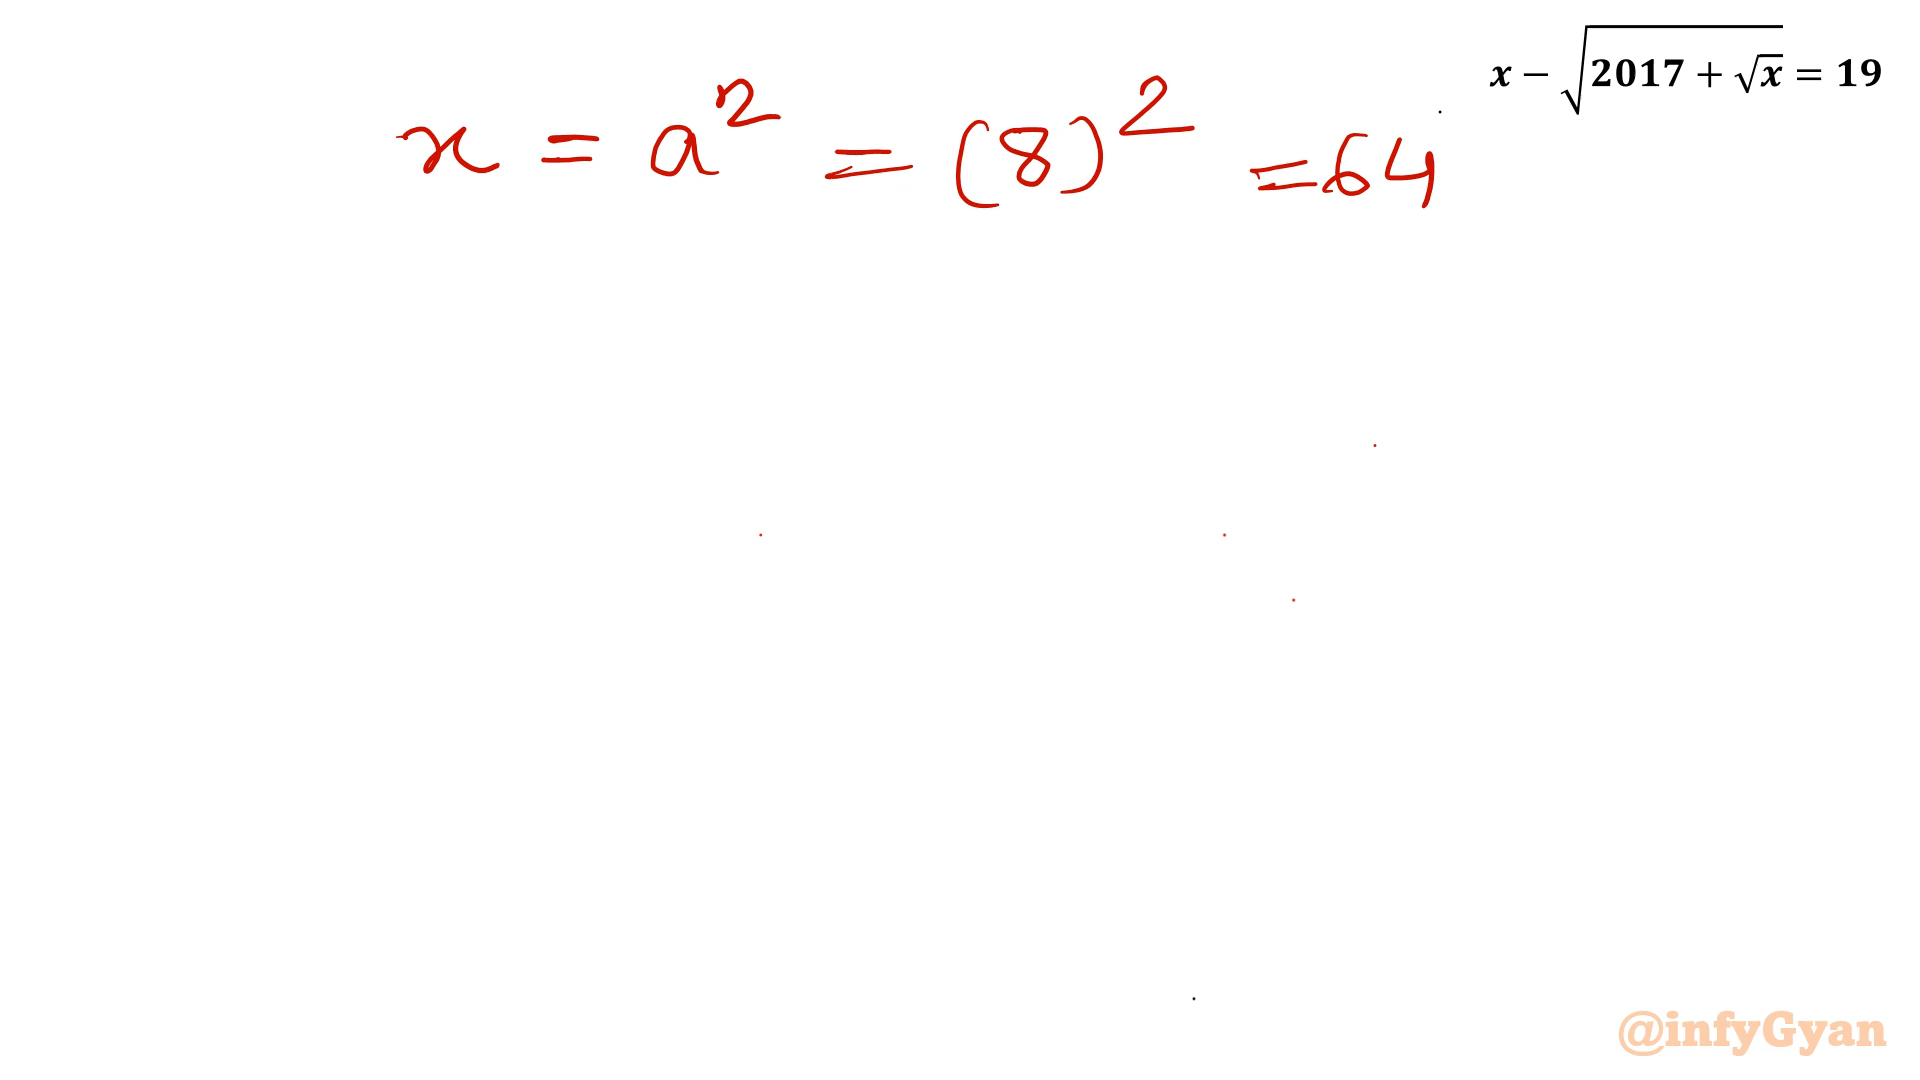 x − √(2017 + √x) = 19
x = a² = (8)² = 64
@infyGyan